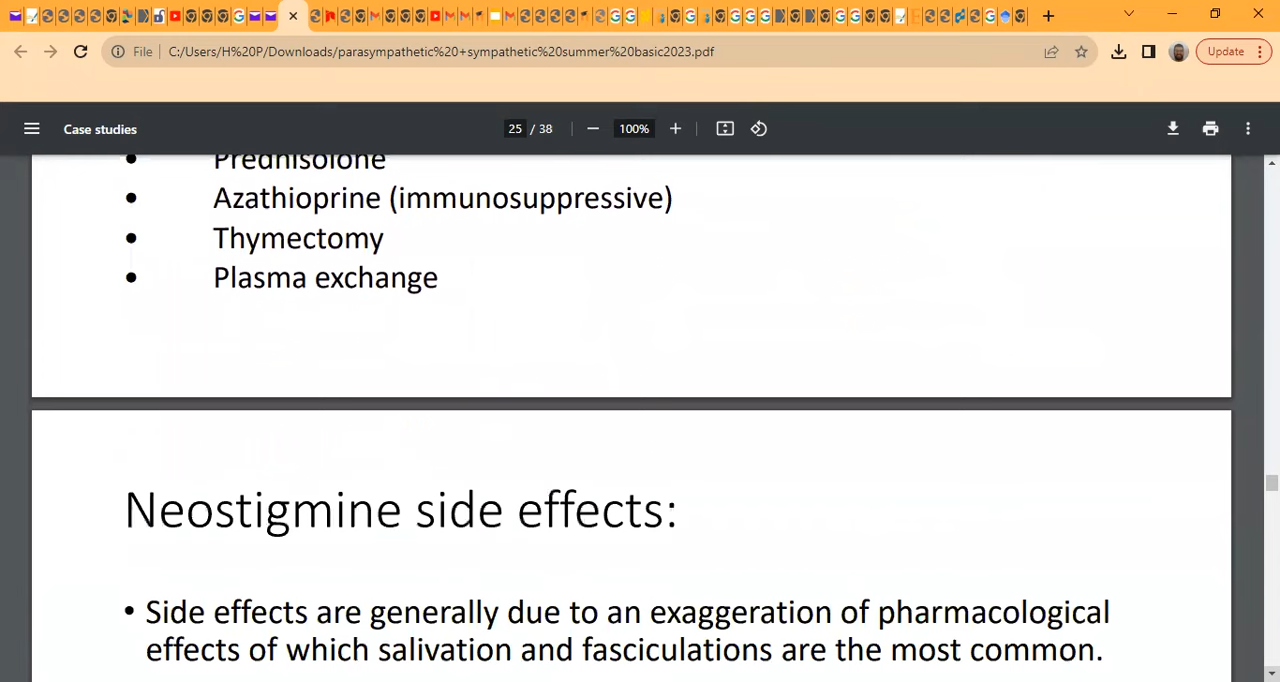 File
C:/Users/H%20P/Downloads/parasympathetic%20+sympathetic%20summer%20basic2023.pdf
Update
Case studies
25 / 38
100%
• Prednisolone
• Azathioprine (immunosuppressive)
• Thymectomy
• Plasma exchange
Neostigmine side effects:
• Side effects are generally due to an exaggeration of pharmacological
effects of which salivation and fasciculations are the most common.